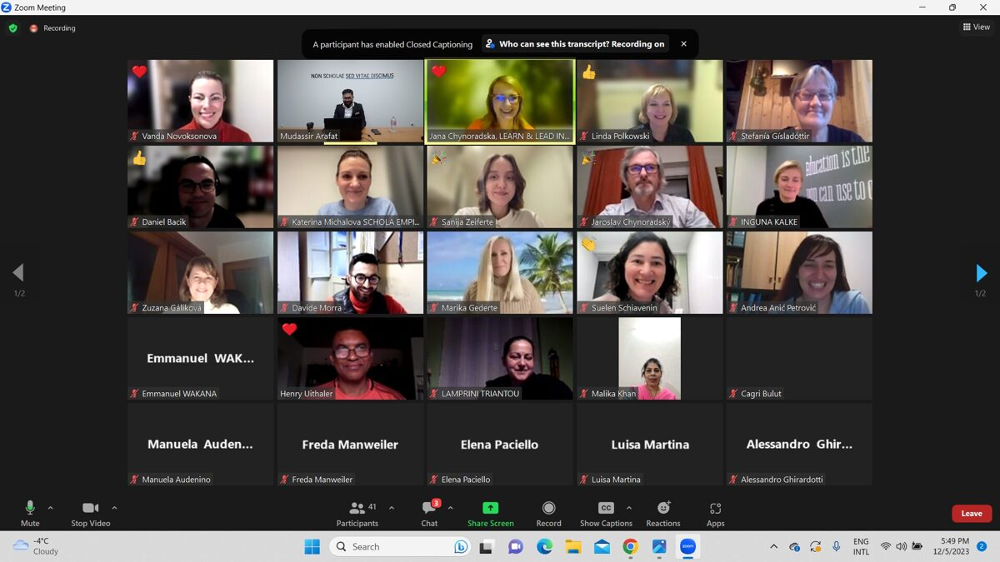 Zoom Meeting
Recording
A participant has enabled Closed Captioning
Who can see this transcript? Recording on
View
Vanda Novoksonova
NON SCHOLAE SED VITAE DISCIMUS
Mudassir Arafat
Jana Chynoradska, LEARN & LEAD IN...
Linda Polkowski
Stefanía Gísladóttir
Daniel Bacik
Katerina Michalova SCHOLA EMPI...
Sanija Zeiferte
Jaroslav Chynoradský
education is the
you can use to c
INGUNA KALKE
1/2
1/2
Zuzana Gáliková
Davide Morra
Marika Gederte
Suelen Schiavenin
Andrea Anić Petrović
Emmanuel WAK...
Emmanuel WAKANA
Henry Uithaler
LAMPRINI TRIANTOU
Malika Khan
Cagri Bulut
Manuela Auden...
Freda Manweiler
Elena Paciello
Luisa Martina
Alessandro Ghir...
Manuela Audenino
Freda Manweiler
Elena Paciello
Luisa Martina
Alessandro Ghirardotti
Mute
Stop Video
41
Participants
3
Chat
Share Screen
Record
CC
Show Captions
Reactions
Apps
Leave
-4°C
Cloudy
Search
zoom
ENG
INTL
5:49 PM
12/5/2023
2